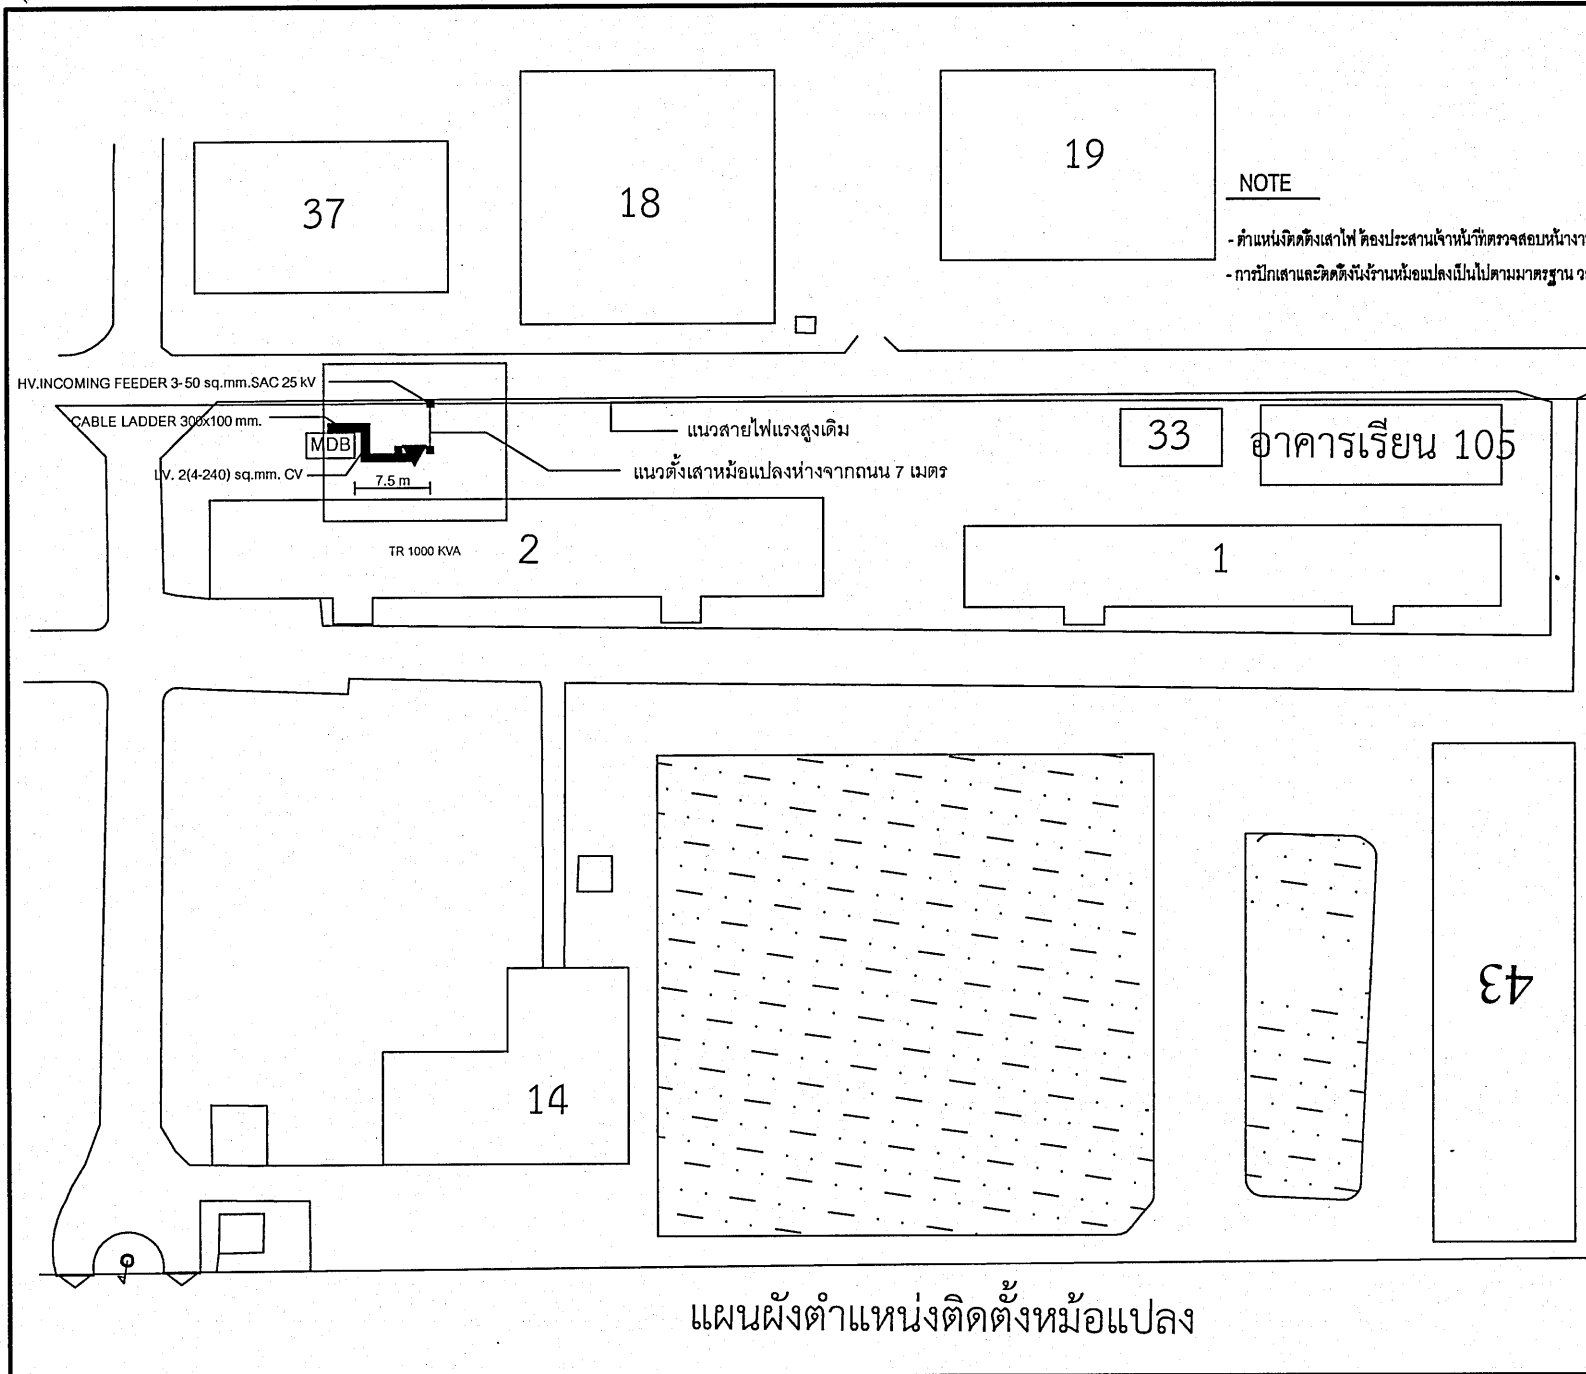 37
18
19
NOTE
- ตำแหน่งติดตั้งเสาไฟ ต้องประสานเจ้าหน้าที่ตรวจสอบหน้างา
- การปักเสาและติดตั้งนั่งร้านหม้อแปลงเป็นไปตามมาตรฐาน
HV.INCOMING FEEDER 3-50 sq.mm.SAC 25 kV
CABLE LADDER 300x100 mm.
MDB
LV. 2(4-240) sq.mm. CV
7.5 m
แนวสายไฟแรงสูงเดิม
แนวตั้งเสาหม้อแปลงห่างจากถนน 7 เมตร
33
อาคารเรียน 105
TR 1000 KVA
2
1
43
14
แผนผังตำแหน่งติดตั้งหม้อแปลง